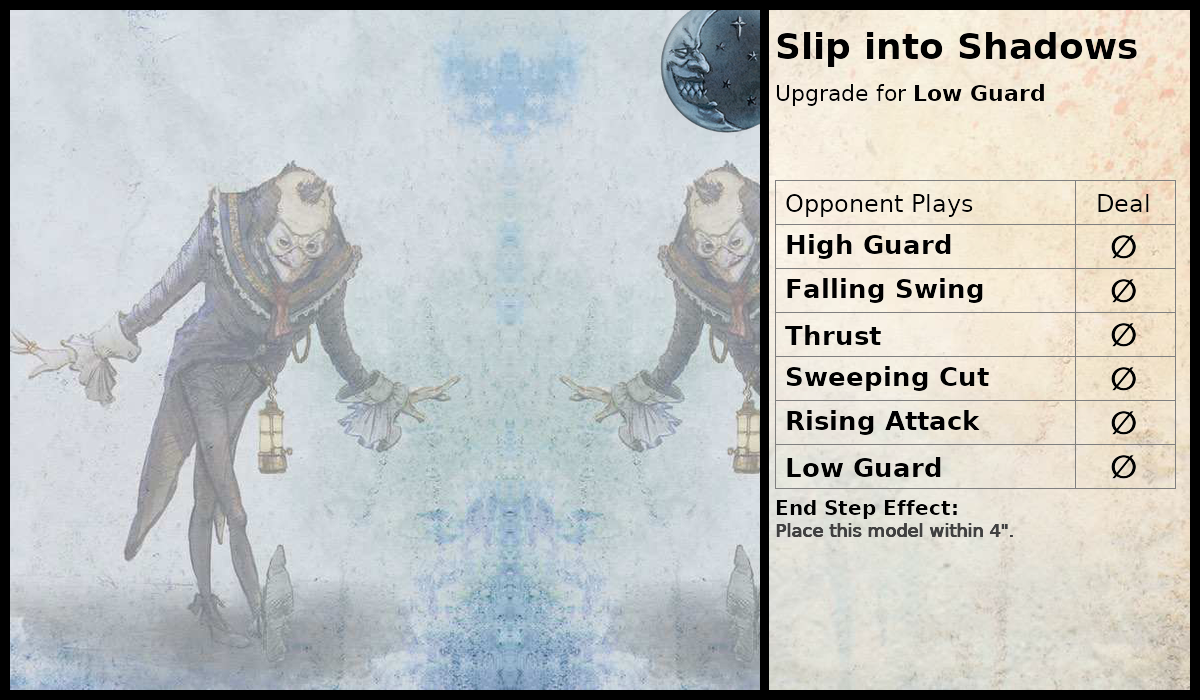 Slip into Shadows
Upgrade for Low Guard
Opponent Plays Deal
High Guard ∅
Falling Swing ∅
Thrust ∅
Sweeping Cut ∅
Rising Attack ∅
Low Guard ∅
End Step Effect:
Place this model within 4".